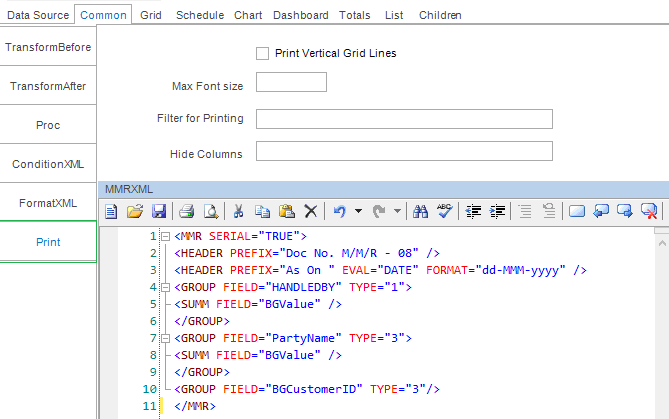 Data Source Common Grid Schedule Chart Dashboard Totals List Children
TransformBefore
TransformAfter
Proc
ConditionXML
FormatXML
Print
Print Vertical Grid Lines
Max Font size
Filter for Printing
Hide Columns
MMRXML
ABC
1 <MMR SERIAL="TRUE">
2 <HEADER PREFIX="Doc No. M/M/R - 08" />
3 <HEADER PREFIX="As On " EVAL="DATE" FORMAT="dd-MMM-yyyy" />
4 <GROUP FIELD="HANDLEDBY" TYPE="1">
5 <SUMM FIELD="BGValue" />
6 </GROUP>
7 <GROUP FIELD="PartyName" TYPE="3">
8 <SUMM FIELD="BGValue" />
9 </GROUP>
10 <GROUP FIELD="BGCustomerID" TYPE="3"/>
11 </MMR>